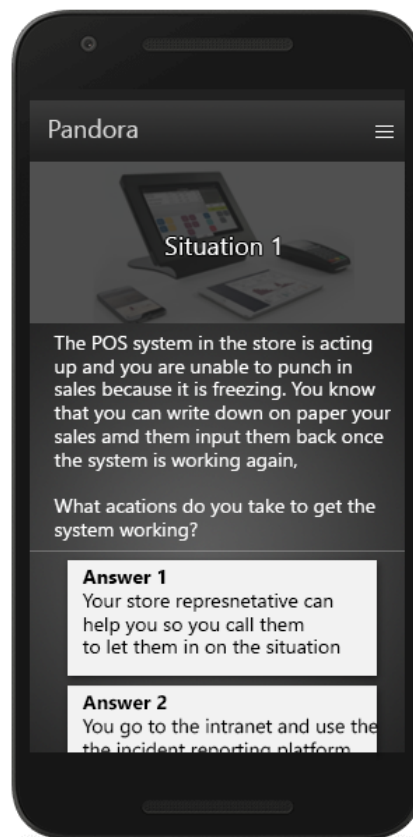 Pandora
Situation 1
The POS system in the store is acting
up and you are unable to punch in
sales because it is freezing. You know
that you can write down on paper your
sales amd them input them back once
the system is working again,
What acations do you take to get the
system working?
Answer 1
Your store represnetative can
help you so you call them
to let them in on the situation
Answer 2
You go to the intranet and use the
the incident reporting platform